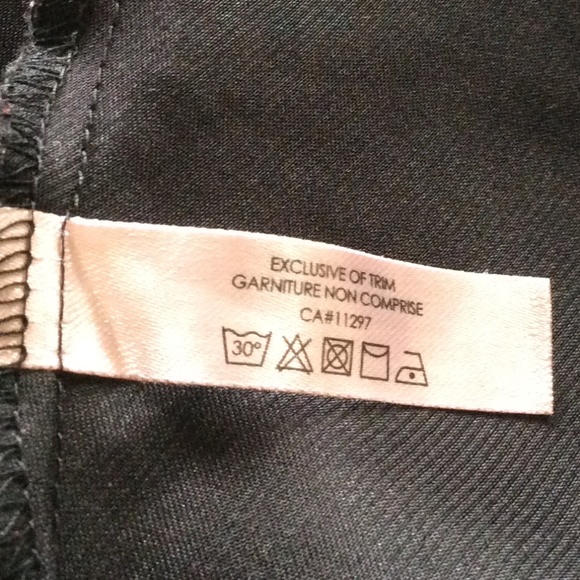 EXCLUSIVE OF TRIM
GARNITURE NON COMPRISE
CA#11297
30°